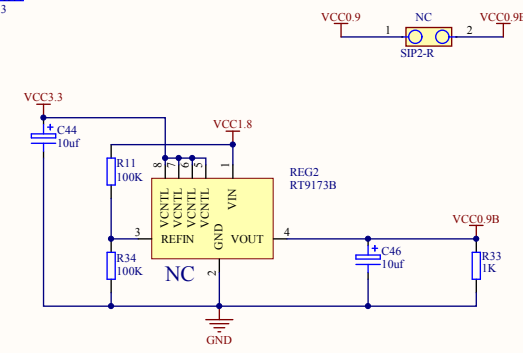 3
VCC0.9
NC
VCC0.9B
1
2
SIP2-R
VCC3.3
C44
10uf
VCC1.8
R11
100K
8
7
6
5
1
REG2
RT9173B
VCNTL
VCNTL
VCNTL
VCNTL
VIN
3
REFIN
GND
VOUT
4
VCC0.9B
R34
100K
NC
2
C46
10uf
R33
1K
GND